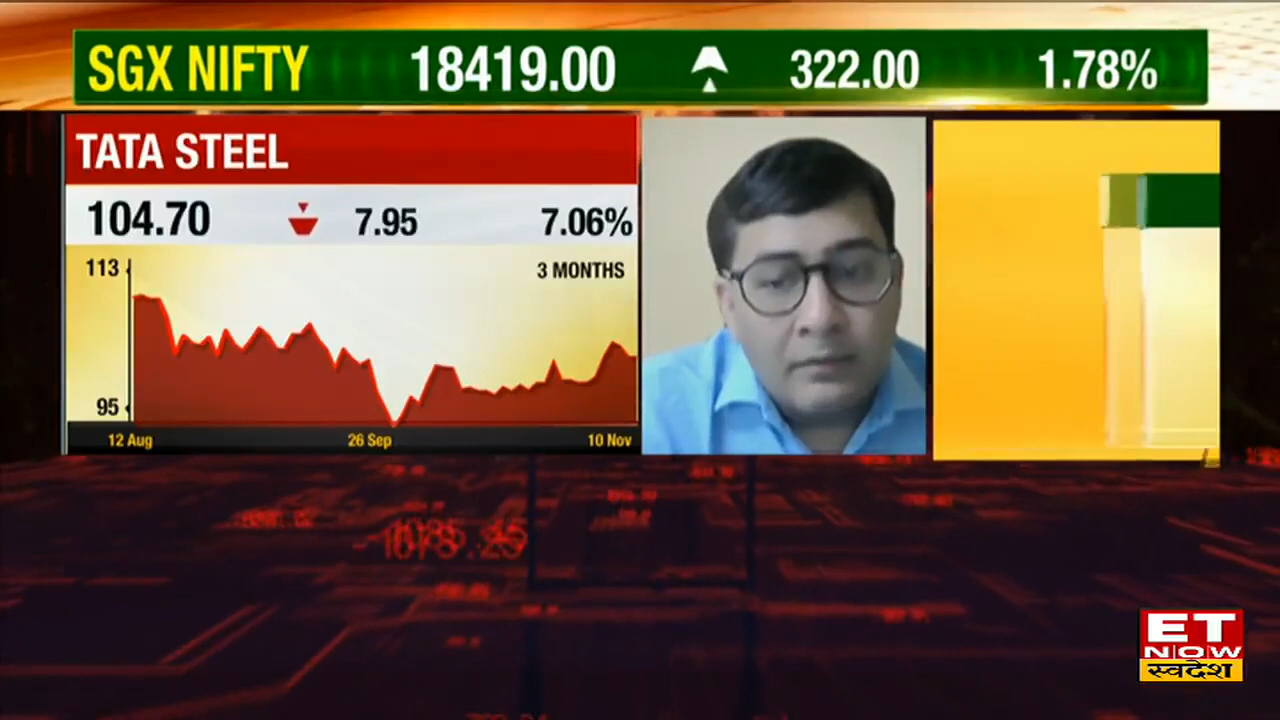 SGX NIFTY 18419.00 322.00 1.78%
TATA STEEL
104.70 7.95 7.06%
113
3 MONTHS
95
12 Aug 26 Sep 10 Nov
ET
NOW
स्वदेश